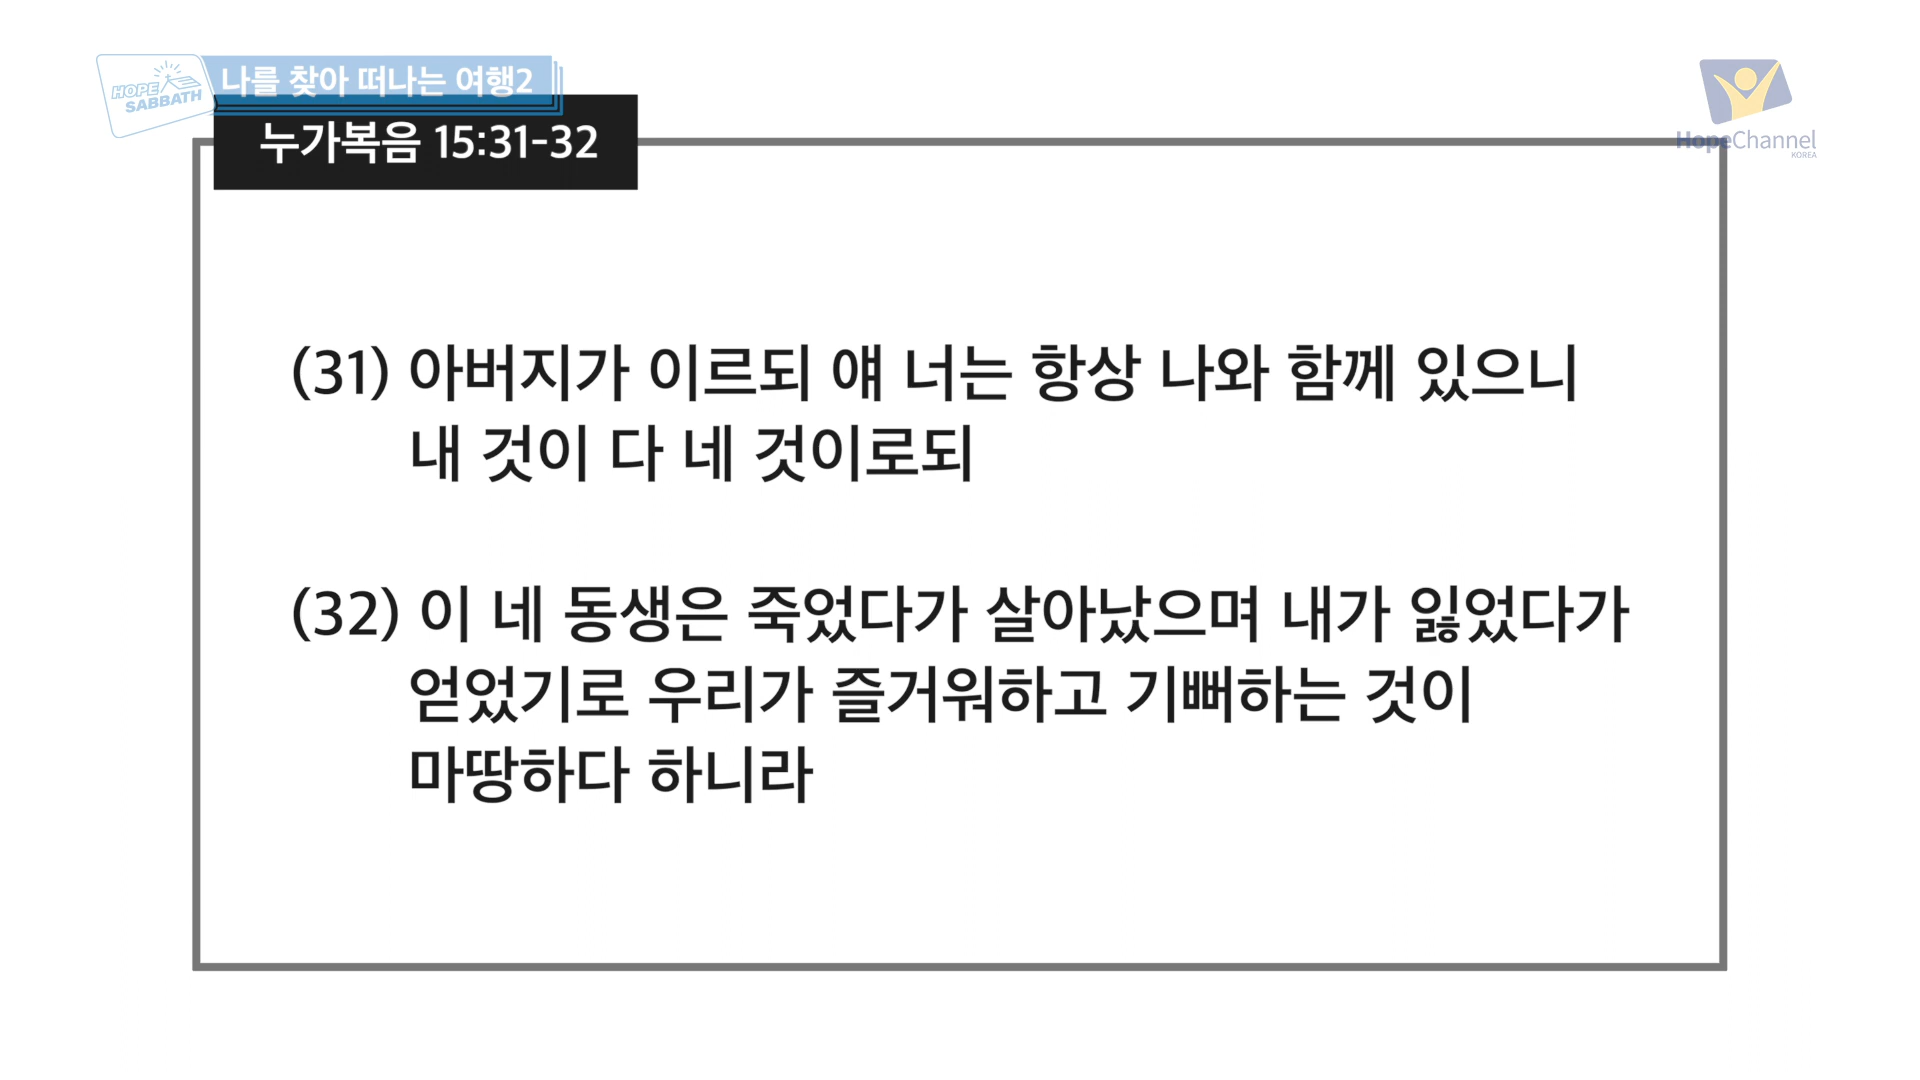 HOPE
SABBATH
나를 찾아 떠나는 여행2
HopeChannel
KOREA
누가복음 15:31-32
(31) 아버지가 이르되 얘 너는 항상 나와 함께 있으니
내 것이 다 네 것이로되
(32) 이 네 동생은 죽었다가 살아났으며 내가 잃었다가
얻었기로 우리가 즐거워하고 기뻐하는 것이
마땅하다 하니라